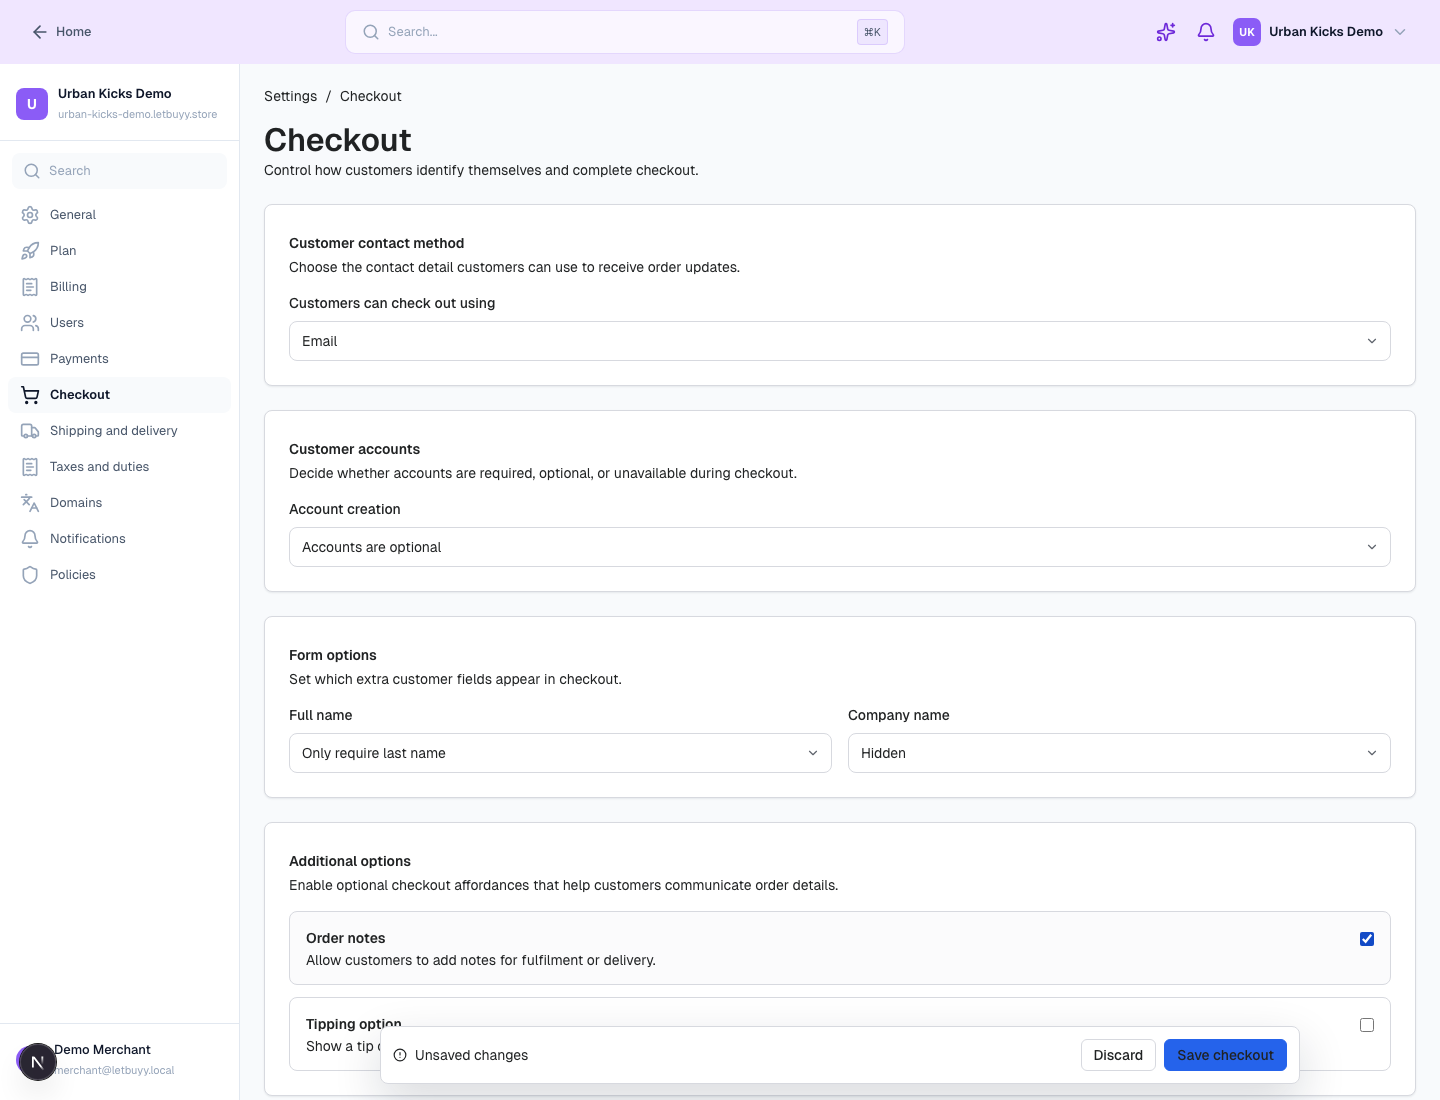 Home
Search...
⌘K
UK
Urban Kicks Demo
U
Urban Kicks Demo
urban-kicks-demo.letbuyy.store
Search
General
Plan
Billing
Users
Payments
Checkout
Shipping and delivery
Taxes and duties
Domains
Notifications
Policies
N
Demo Merchant
merchant@letbuyy.local
Settings / Checkout
Checkout
Control how customers identify themselves and complete checkout.
Customer contact method
Choose the contact detail customers can use to receive order updates.
Customers can check out using
Email
Customer accounts
Decide whether accounts are required, optional, or unavailable during checkout.
Account creation
Accounts are optional
Form options
Set which extra customer fields appear in checkout.
Full name
Company name
Only require last name
Hidden
Additional options
Enable optional checkout affordances that help customers communicate order details.
Order notes
Allow customers to add notes for fulfilment or delivery.
Tipping option
Show a tip
Unsaved changes
Discard
Save checkout